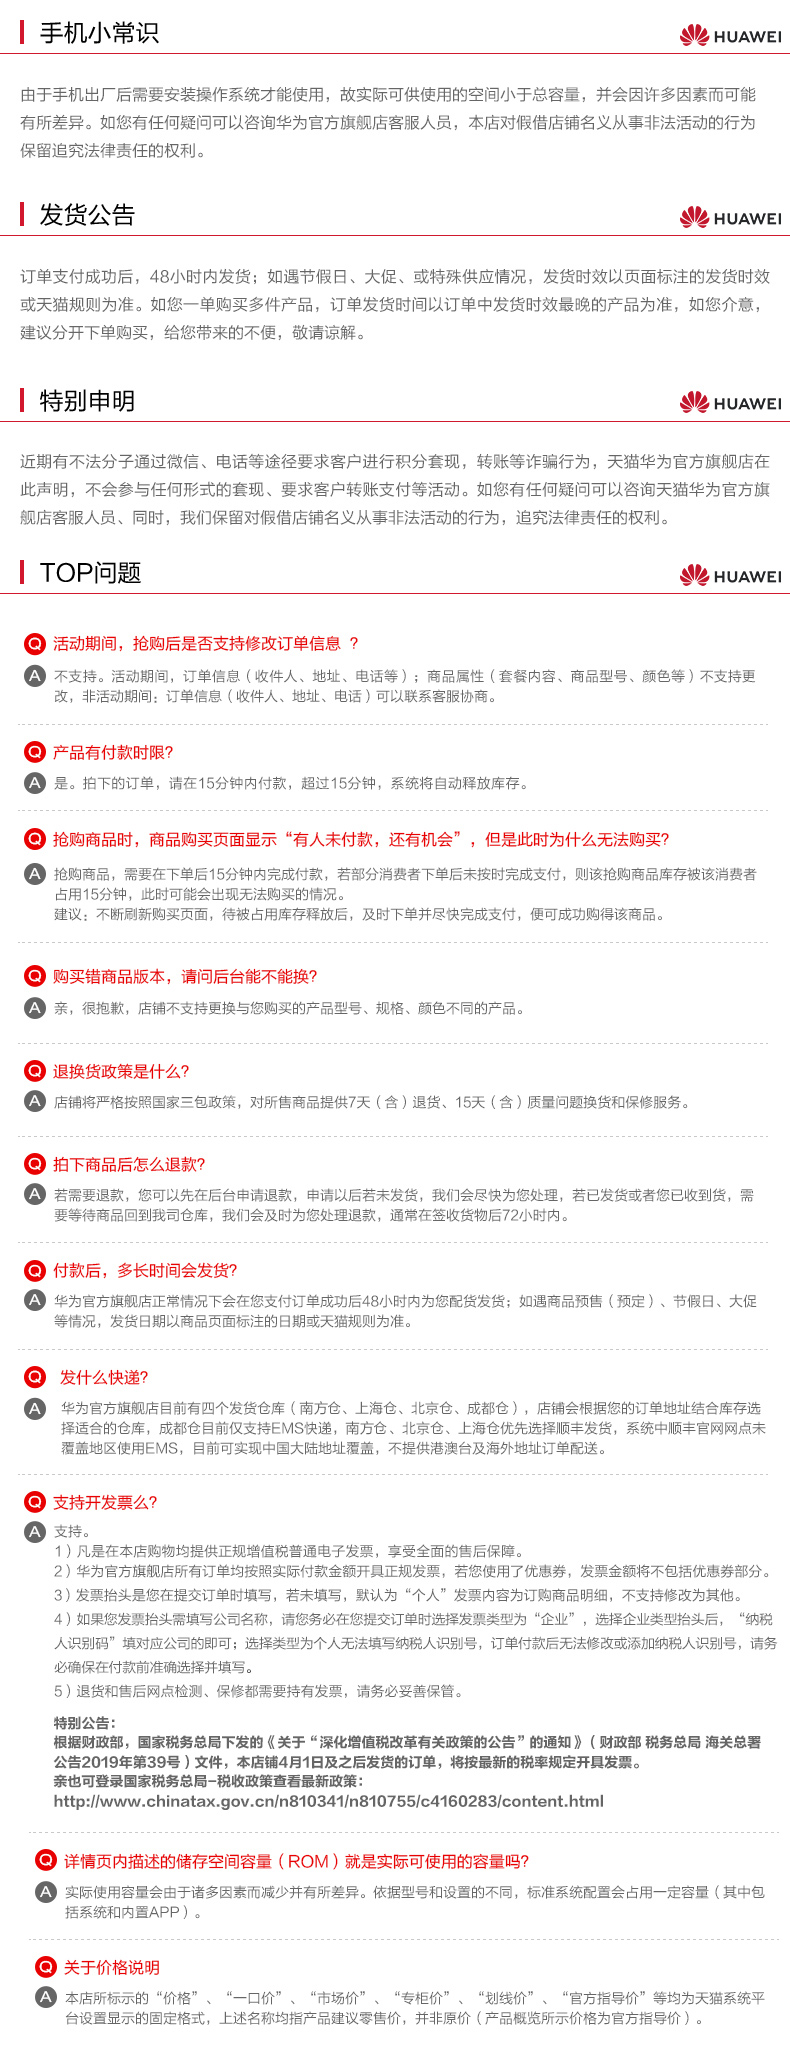 手机小常识
HUAWEI
由于手机出厂后需要安装操作系统才能使用，故实际可供使用的空间小于总容量，并会因许多因素而可能
有所差异。如您有任何疑问可以咨询华为官方旗舰店客服人员，本店对假借店铺名义从事非法活动的行为
保留追究法律责任的权利。
发货公告
HUAWEI
订单支付成功后，48小时内发货；如遇节假日、大促、或特殊供应情况，发货时效以页面标注的发货时效
或天猫规则为准。如您一单购买多件产品，订单发货时间以订单中发货时效最晚的产品为准，如您介意，
建议分开下单购买，给您带来的不便，敬请谅解。
特别申明
HUAWEI
近期有不法分子通过微信、电话等途径要求客户进行积分套现，转账等诈骗行为，天猫华为官方旗舰店在
此声明，不会参与任何形式的套现、要求客户转账支付等活动。如您有任何疑问可以咨询天猫华为官方旗
舰店客服人员、同时，我们保留对假借店铺名义从事非法活动的行为，追究法律责任的权利。
TOP问题
HUAWEI
Q 活动期间，抢购后是否支持修改订单信息 ？
A 不支持。活动期间，订单信息（收件人、地址、电话等）；商品属性（套餐内容、商品型号、颜色等）不支持更
改，非活动期间：订单信息（收件人、地址、电话）可以联系客服协商。
Q 产品有付款时限?
A 是。拍下的订单，请在15分钟内付款，超过15分钟，系统将自动释放库存。
Q 抢购商品时，商品购买页面显示“有人未付款，还有机会”，但是此时为什么无法购买?
A 抢购商品，需要在下单后15分钟内完成付款，若部分消费者下单后未按时完成支付，则该抢购商品库存被该消费者
占用15分钟，此时可能会出现无法购买的情况。
建议：不断刷新购买页面，待被占用库存释放后，及时下单并尽快完成支付，便可成功购得该商品。
Q 购买错商品版本，请问后台能不能换?
A 亲，很抱歉，店铺不支持更换与您购买的产品型号、规格、颜色不同的产品。
Q 退换货政策是什么?
A 店铺将严格按照国家三包政策，对所售商品提供7天（含）退货、15天（含）质量问题换货和保修服务。
Q 拍下商品后怎么退款?
A 若需要退款，您可以先在后台申请退款，申请以后若未发货，我们会尽快为您处理，若已发货或者您已收到货，需
要等待商品回到我司仓库，我们会及时为您处理退款，通常在签收货物后72小时内。
Q 付款后，多长时间会发货?
A 华为官方旗舰店正常情况下会在您支付订单成功后48小时内为您配货发货；如遇商品预售（预定）、节假日、大促
等情况，发货日期以商品页面标注的日期或天猫规则为准。
Q 发什么快递?
A 华为官方旗舰店目前有四个发货仓库（南方仓、上海仓、北京仓、成都仓），店铺会根据您的订单地址结合库存选
择适合的仓库，成都仓目前仅支持EMS快递，南方仓、北京仓、上海仓优先选择顺丰发货，系统中顺丰官网网点未
覆盖地区使用EMS，目前可实现中国大陆地址覆盖，不提供港澳台及海外地址订单配送。
Q 支持开发票么?
A 支持。
1）凡是在本店购物均提供正规增值税普通电子发票，享受全面的售后保障。
2）华为官方旗舰店所有订单均按照实际付款金额开具正规发票，若您使用了优惠券，发票金额将不包括优惠券部分。
3）发票抬头是您在提交订单时填写，若未填写，默认为“个人”发票内容为订购商品明细，不支持修改为其他。
4）如果您发票抬头需填写公司名称，请您务必在您提交订单时选择发票类型为“企业”，选择企业类型抬头后，“纳税
人识别码”填对应公司的即可；选择类型为个人无法填写纳税人识别号，订单付款后无法修改或添加纳税人识别号，请务
必确保在付款前准确选择并填写。
5）退货和售后网点检测、保修都需要持有发票，请务必妥善保管。
特别公告：
根据财政部，国家税务总局下发的《关于“深化增值税改革有关政策的公告”的通知》（财政部 税务总局 海关总署
公告2019年第39号）文件，本店铺4月1日及之后发货的订单，将按最新的税率规定开具发票。
亲也可登录国家税务总局-税收政策查看最新政策：
http://www.chinatax.gov.cn/n810341/n810755/c4160283/content.html
Q 详情页内描述的储存空间容量（ROM）就是实际可使用的容量吗?
A 实际使用容量会由于诸多因素而减少并有所差异。依据型号和设置的不同，标准系统配置会占用一定容量（其中包
括系统和内置APP）。
Q 关于价格说明
A 本店所标示的“价格”、“一口价”、“市场价”、“专柜价”、“划线价”、“官方指导价”等均为天猫系统平
台设置显示的固定格式，上述名称均指产品建议零售价，并非原价（产品概览所示价格为官方指导价）。